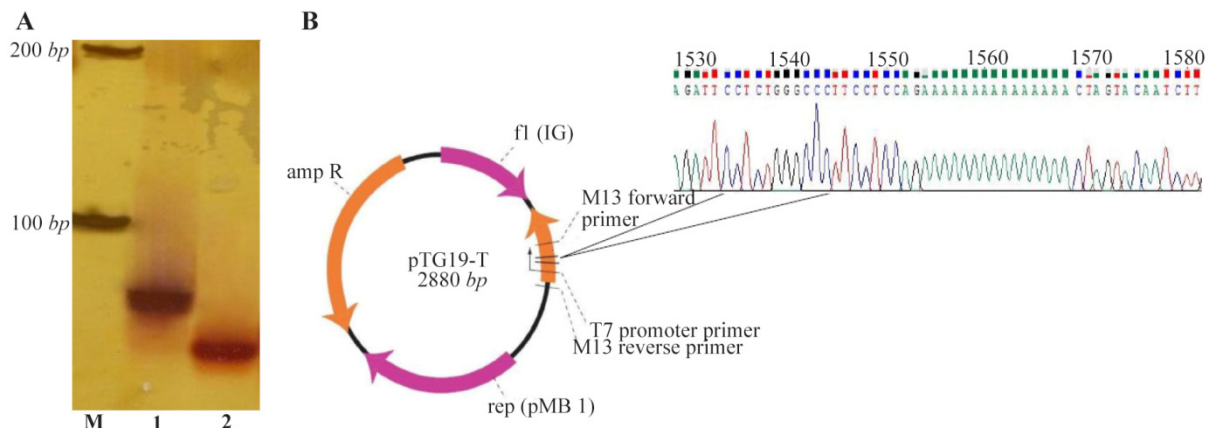 A
B
200 bp
100 bp
M 1 2
1530 1540 1550 1560 1570 1580
AGATTCCTCTGGGCCCTTCCTCCAGAAAAAAAAAAAAAAACTAGTACAATCTT
f1 (IG)
amp R
M13 forward
primer
pTG19-T
2880 bp
T7 promoter primer
M13 reverse primer
rep (pMB 1)